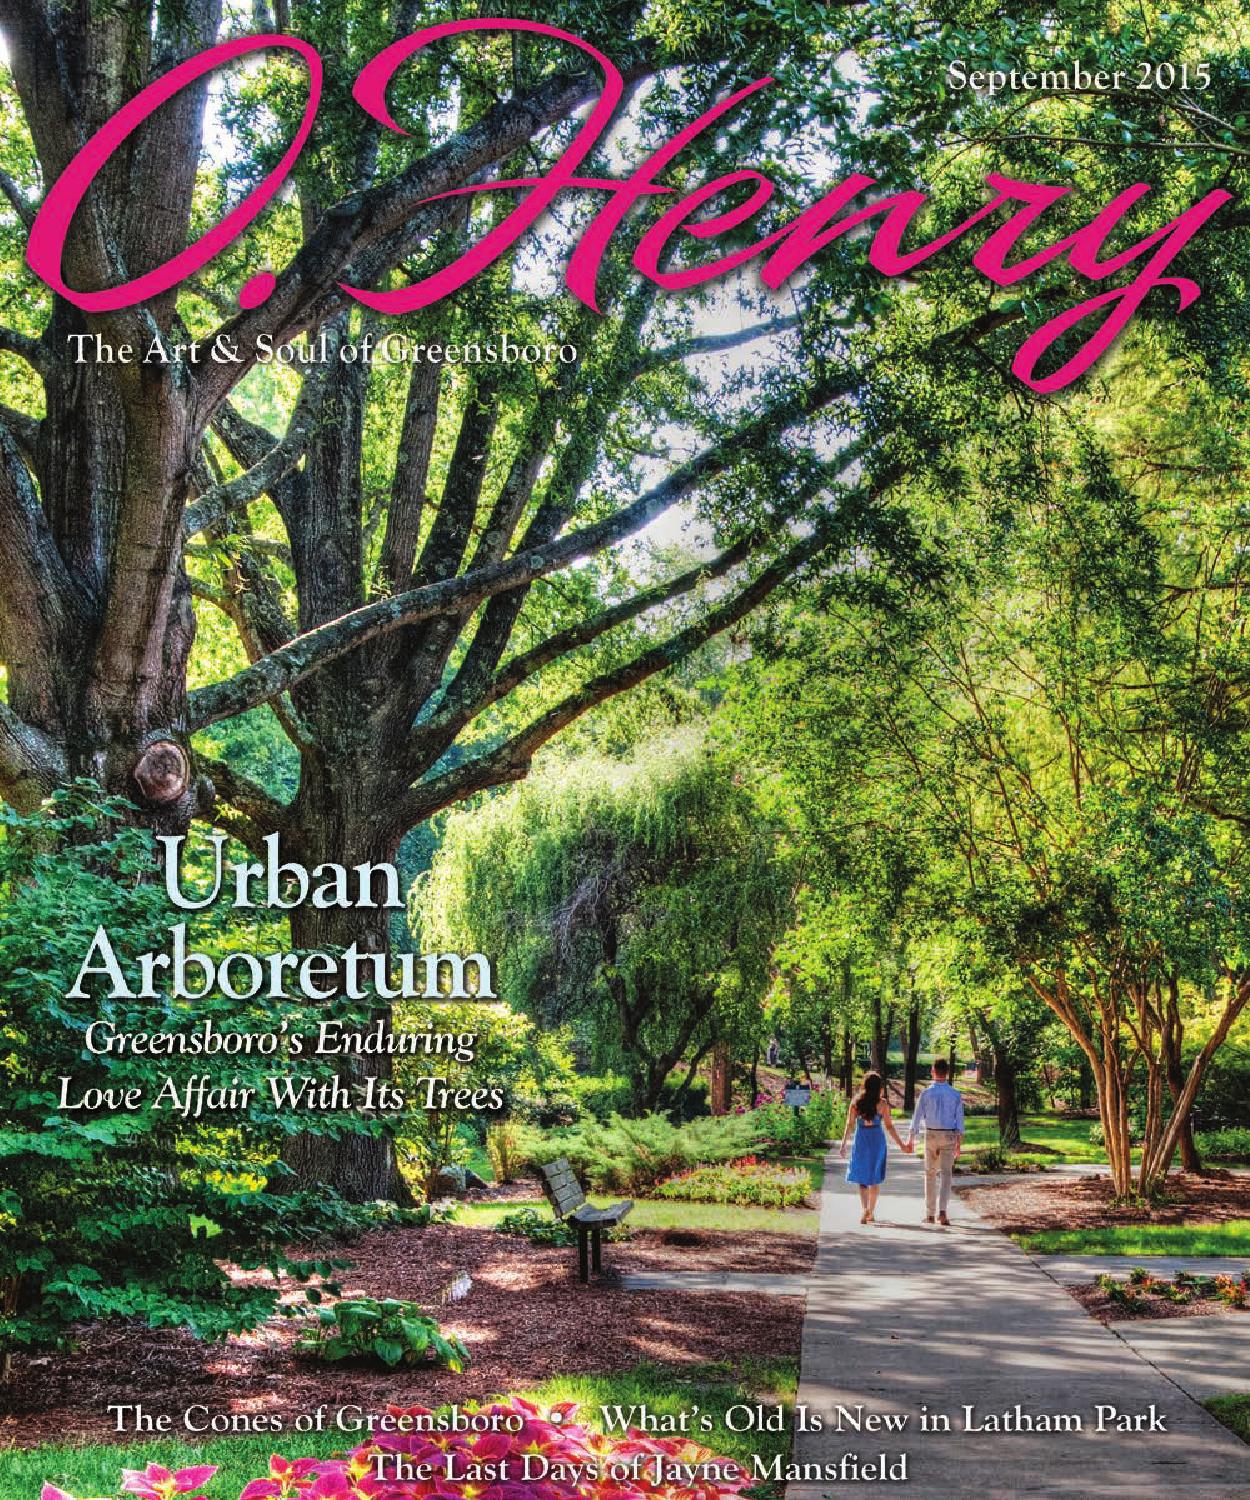 September 2015
O.Henry
The Art & Soul of Greensboro
Urban
Arboretum
Greensboro's Enduring
Love Affair With Its Trees
The Cones of Greensboro • What's Old Is New in Latham Park
The Last Days of Jayne Mansfield